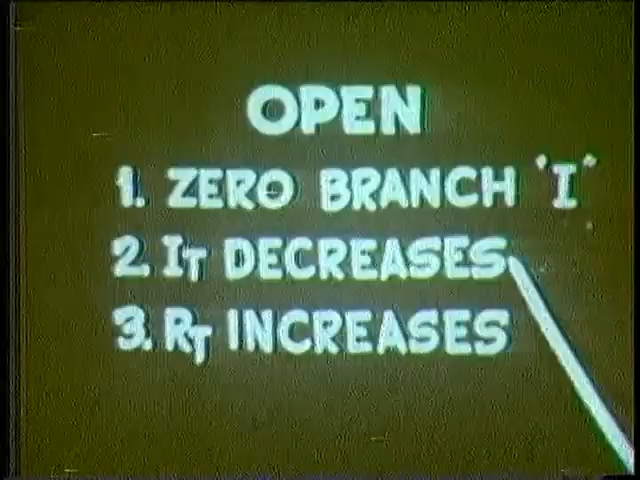 OPEN
1. ZERO BRANCH "I"
2. IT DECREASES
3. RT INCREASES